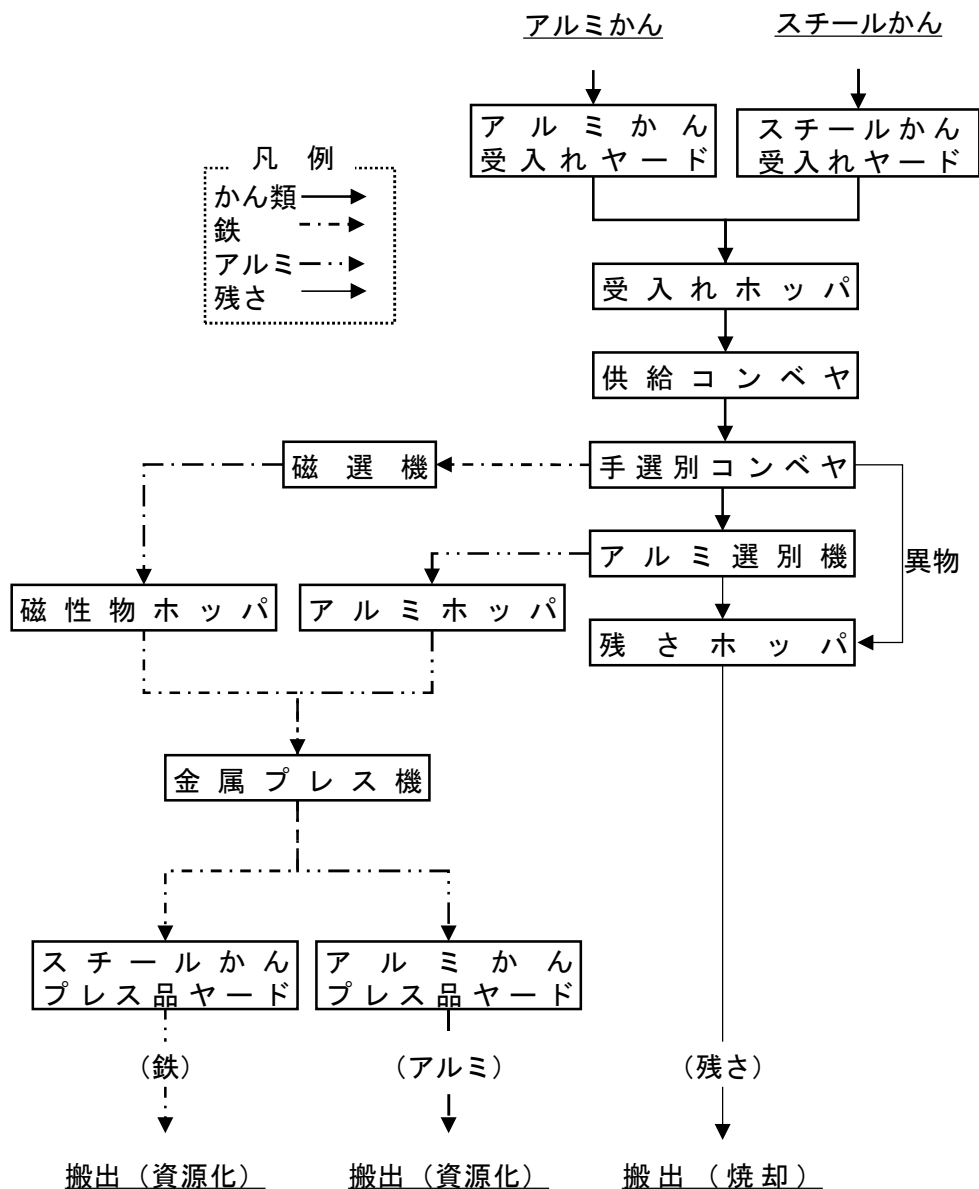 アルミかん
スチールかん
アルミかん
受入れヤード
スチールかん
受入れヤード
凡 例
かん類
鉄
アルミ
残さ
受入れホッパ
供給コンベヤ
磁選機
手選別コンベヤ
アルミ選別機
異物
磁性物ホッパ
アルミホッパ
残さホッパ
金属プレス機
スチールかん
プレス品ヤード
アルミかん
プレス品ヤード
（鉄）
（アルミ）
（残さ）
搬出（資源化）
搬出（資源化）
搬出（焼却）